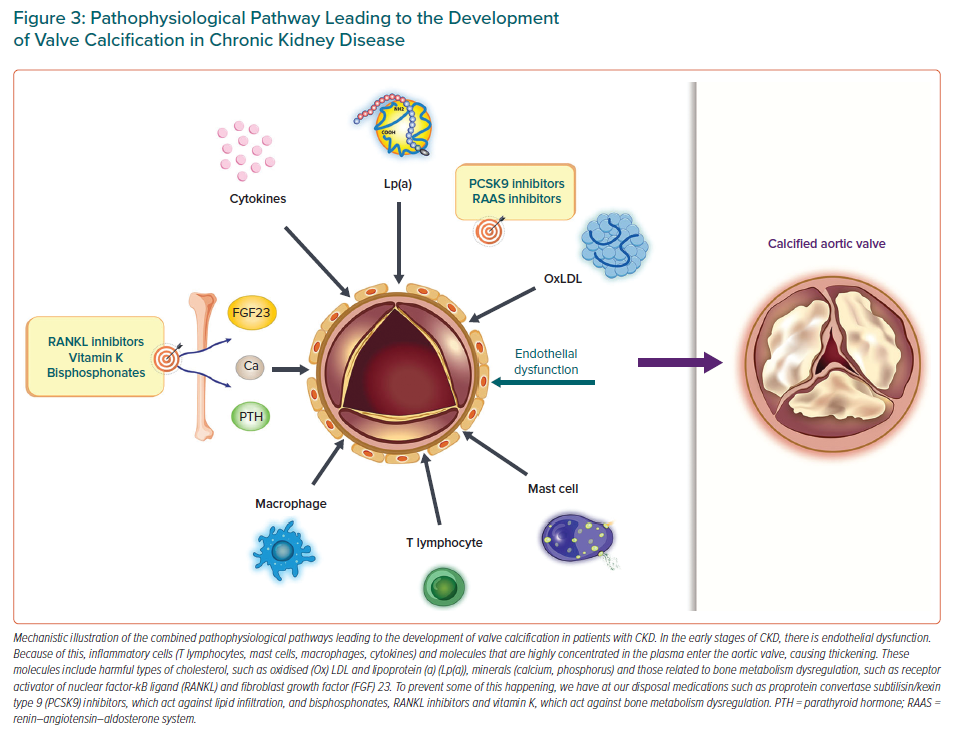 Figure 3: Pathophysiological Pathway Leading to the Development
of Valve Calcification in Chronic Kidney Disease
Cytokines
NH2
COOH
Lp(a)
PCSK9 inhibitors
RAAS inhibitors
OxLDL
Calcified aortic valve
RANKL inhibitors
Vitamin K
Bisphosphonates
FGF23
Ca
PTH
Endothelial
dysfunction
Macrophage
T lymphocyte
Mast cell
Mechanistic illustration of the combined pathophysiological pathways leading to the development of valve calcification in patients with CKD. In the early stages of CKD, there is endothelial dysfunction.
Because of this, inflammatory cells (T lymphocytes, mast cells, macrophages, cytokines) and molecules that are highly concentrated in the plasma enter the aortic valve, causing thickening. These
molecules include harmful types of cholesterol, such as oxidised (Ox) LDL and lipoprotein (a) (Lp(a)), minerals (calcium, phosphorus) and those related to bone metabolism dysregulation, such as receptor
activator of nuclear factor-kB ligand (RANKL) and fibroblast growth factor (FGF) 23. To prevent some of this happening, we have at our disposal medications such as proprotein convertase subtilisin/kexin
type 9 (PCSK9) inhibitors, which act against lipid infiltration, and bisphosphonates, RANKL inhibitors and vitamin K, which act against bone metabolism dysregulation. PTH = parathyroid hormone; RAAS =
renin–angiotensin–aldosterone system.